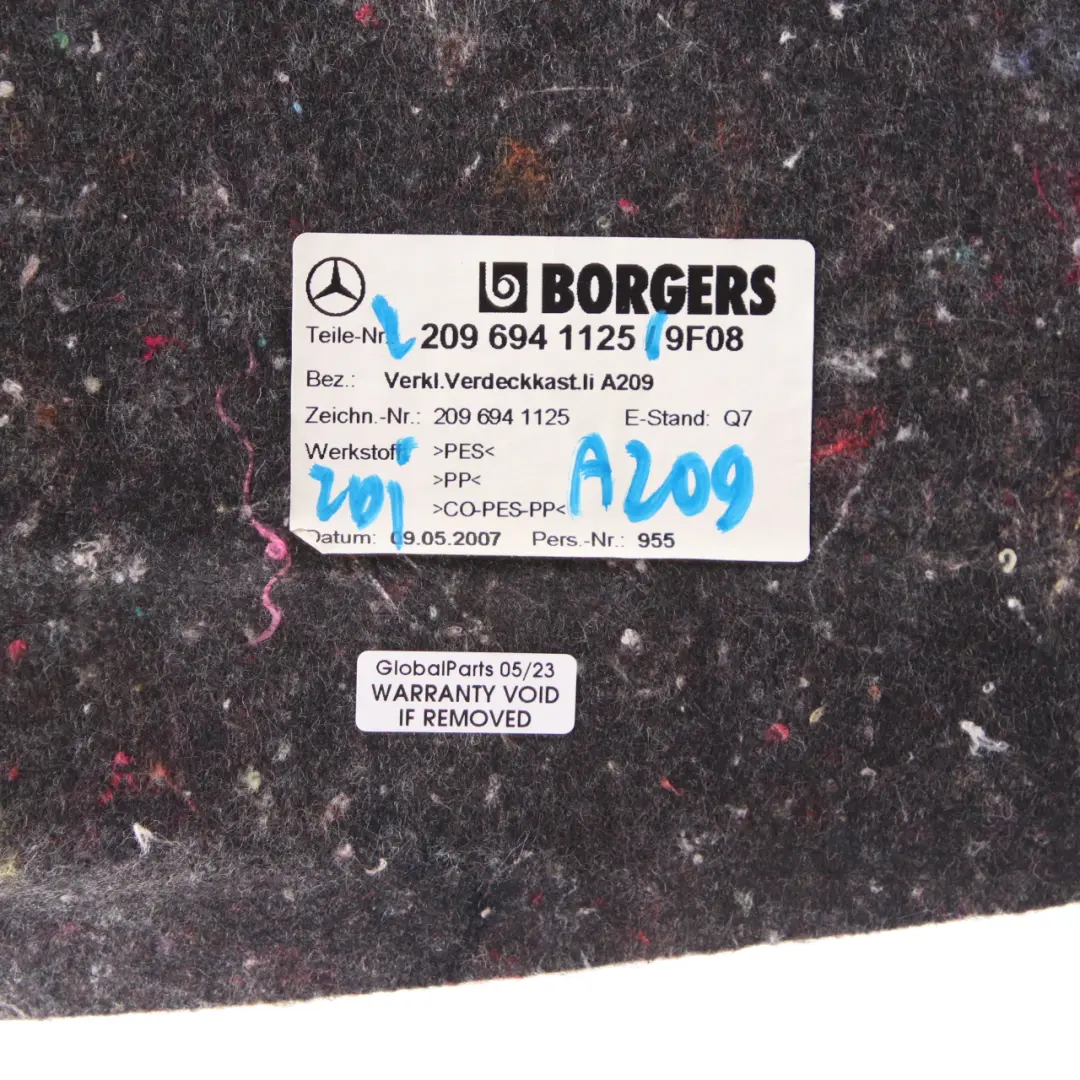 BORGERS
Teile-Nr. 209 694 1125 / 9F08
Bez.: Verkl.Verdeckkast.li A209
Zeichn.-Nr.: 209 694 1125 E-Stand: Q7
Werkstoff >PES<
>PP<
>CO-PES-PP<
A209
Datum: 09.05.2007 Pers.-Nr.: 955
GlobalParts 05/23
WARRANTY VOID
IF REMOVED